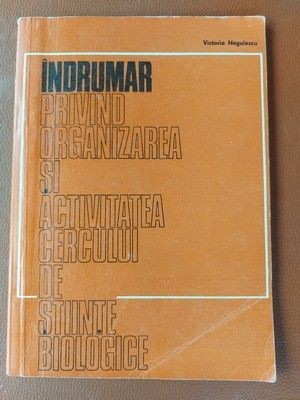 Victoria Negulescu
ÎNDRUMAR
PRIVIND
ORGANIZAREA
ȘI
ACTIVITATEA
CERCULUI
DE
ȘTIINȚE
BIOLOGICE